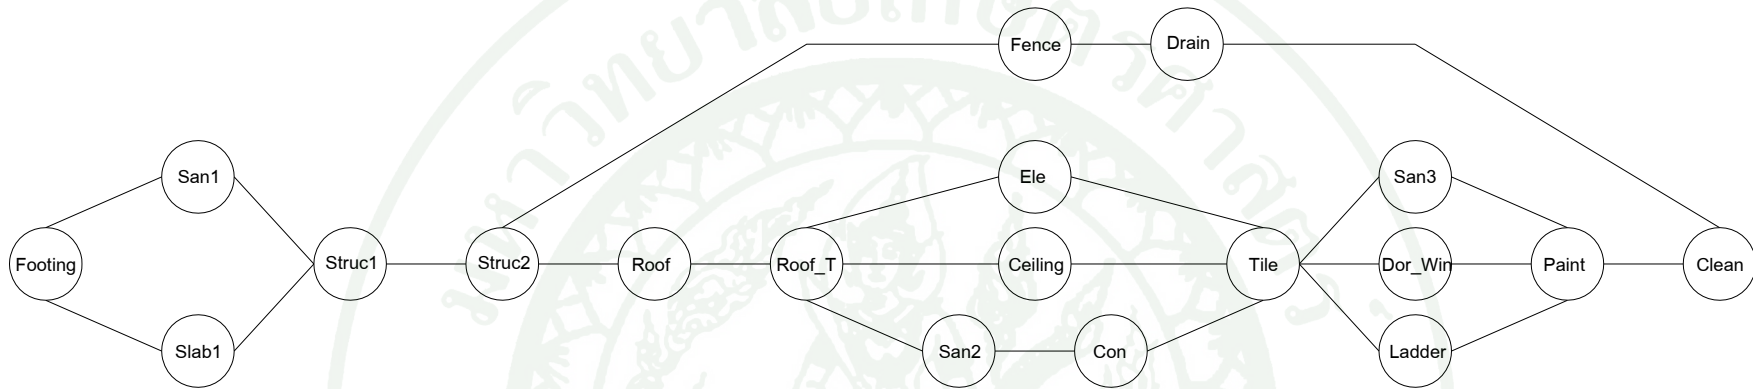 Fence
Drain
San1
Ele
San3
Footing
Struc1
Struc2
Roof
Roof_T
Ceiling
Tile
Dor_Win
Paint
Clean
Slab1
San2
Con
Ladder